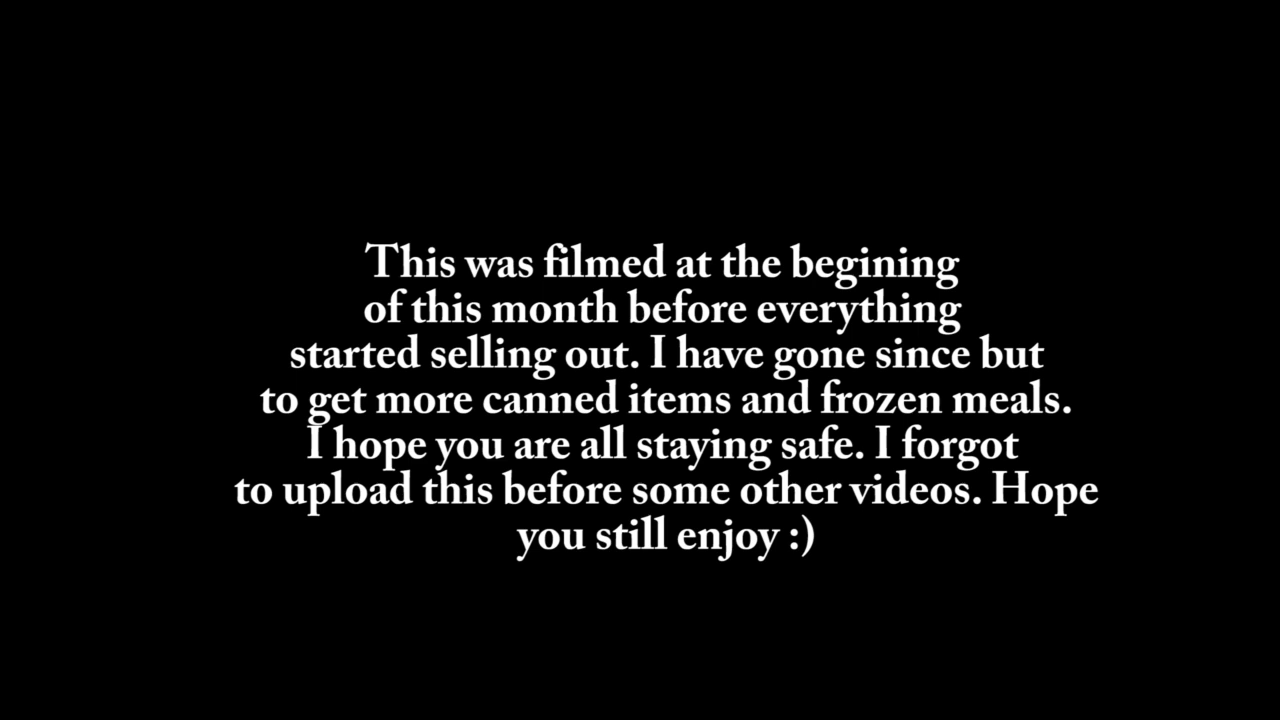 This was filmed at the begining
of this month before everything
started selling out. I have gone since but
to get more canned items and frozen meals.
I hope you are all staying safe. I forgot
to upload this before some other videos. Hope
you still enjoy :)